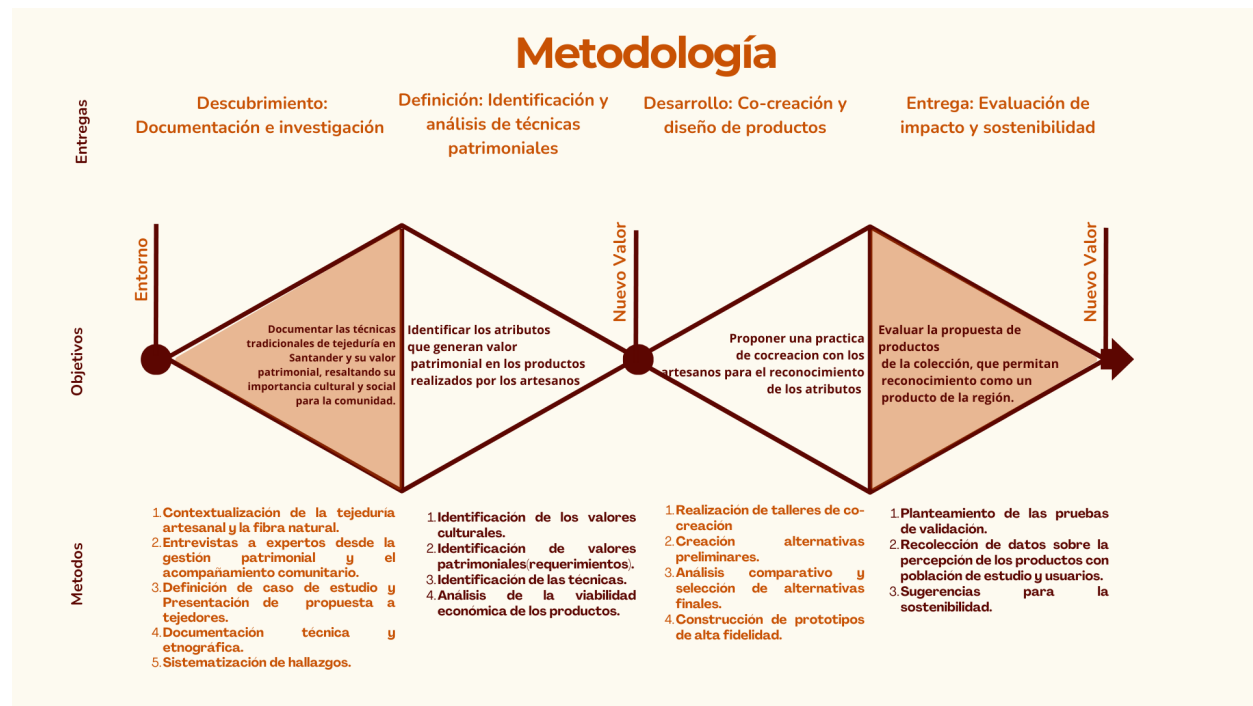 Metodología
Entregas
Descubrimiento:
Documentación e investigación
Definición: Identificación y
análisis de técnicas
patrimoniales
Desarrollo: Co-creación y
diseño de productos
Entrega: Evaluación de
impacto y sostenibilidad
Entorno
Nuevo Valor
Nuevo Valor
Objetivos
Documentar las técnicas
tradicionales de tejeduría en
Santander y su valor
patrimonial, resaltando su
importancia cultural y social
para la comunidad.
Identificar los atributos
que generan valor
patrimonial en los productos
realizados por los artesanos
Proponer una practica
de cocreacion con los
artesanos para el reconocimiento
de los atributos
Evaluar la propuesta de
productos
de la colección, que permitan
reconocimiento como un
producto de la región.
Metodos
1. Contextualización de la tejeduría
artesanal y la fibra natural.
2. Entrevistas a expertos desde la
gestión patrimonial y el
acompañamiento comunitario.
3. Definición de caso de estudio y
Presentación de propuesta a
tejedores.
4. Documentación técnica y
etnográfica.
5. Sistematización de hallazgos.
1. Identificación de los valores
culturales.
2. Identificación de valores
patrimoniales(requerimientos).
3. Identificación de las técnicas.
4. Análisis de la viabilidad
económica de los productos.
1. Realización de talleres de co-
creación
2. Creación alternativas
preliminares.
3. Análisis comparativo y
selección de alternativas
finales.
4. Construcción de prototipos
de alta fidelidad.
1. Planteamiento de las pruebas
de validación.
2. Recolección de datos sobre la
percepción de los productos con
población de estudio y usuarios.
3. Sugerencias para la
sostenibilidad.